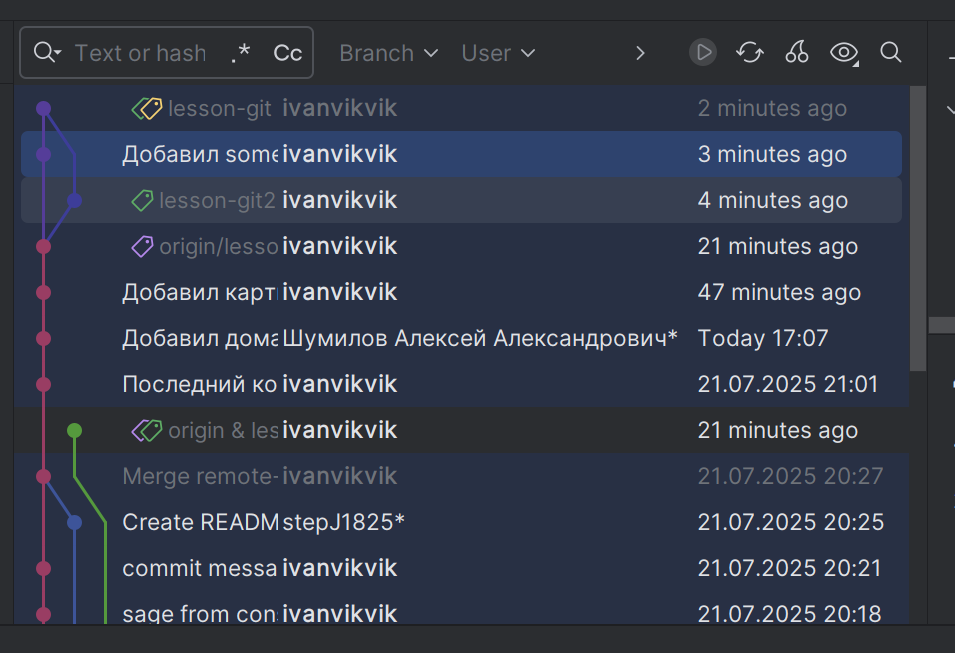 Text or hash .* Cc Branch User
lesson-git ivanvikvik 2 minutes ago
Добавил some ivanvikvik 3 minutes ago
lesson-git2 ivanvikvik 4 minutes ago
origin/lesso ivanvikvik 21 minutes ago
Добавил карт ivanvikvik 47 minutes ago
Добавил дома Шумилов Алексей Александрович* Today 17:07
Последний ко ivanvikvik 21.07.2025 21:01
origin & les ivanvikvik 21 minutes ago
Merge remote- ivanvikvik 21.07.2025 20:27
Create READM stepJ1825* 21.07.2025 20:25
commit messa ivanvikvik 21.07.2025 20:21
sage from con ivanvikvik 21.07.2025 20:18